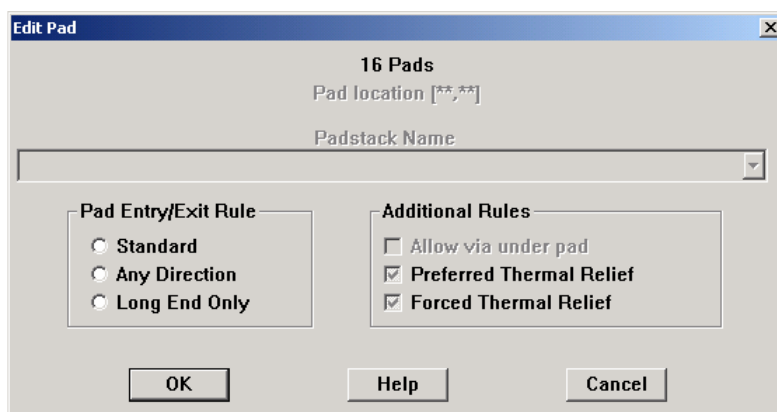 Edit Pad
16 Pads
Pad location [**,**]
Padstack Name
Pad Entry/Exit Rule
Standard
Any Direction
Long End Only
Additional Rules
Allow via under pad
Preferred Thermal Relief
Forced Thermal Relief
OK
Help
Cancel